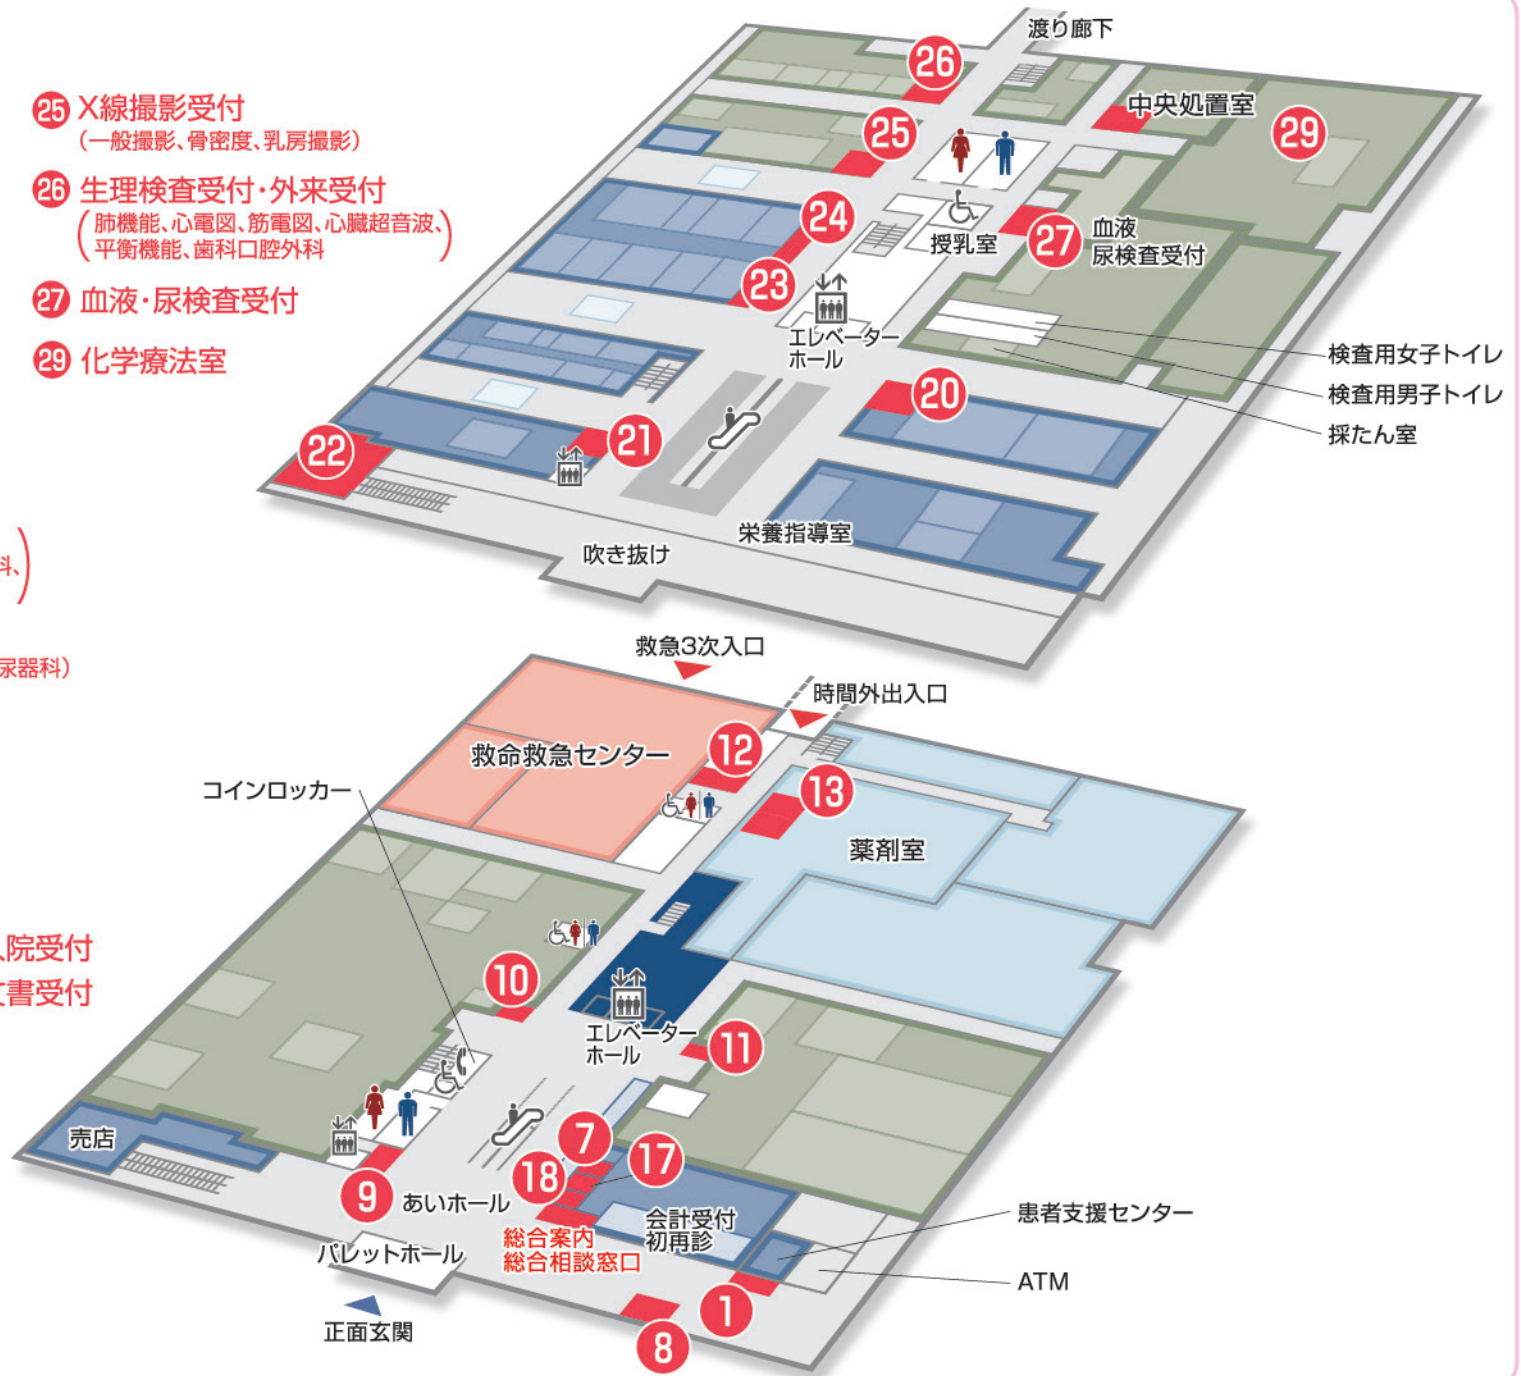 25 X線撮影受付
(一般撮影、骨密度、乳房撮影)
26 生理検査受付・外来受付
(肺機能、心電図、筋電図、心臓超音波、
平衡機能、歯科口腔外科)
27 血液・尿検査受付
29 化学療法室
科、)
尿器科)
院受付
書受付
渡り廊下
26
中央処置室
25
29
24
授乳室
27
血液
尿検査受付
23
エレベーター
ホール
検査用女子トイレ
検査用男子トイレ
採たん室
20
21
22
栄養指導室
吹き抜け
救急3次入口
時間外出入口
救命救急センター
12
コインロッカー
13
薬剤室
10
エレベーター
ホール
11
売店
7
17
18
9
あいホール
会計受付
初再診
総合案内
総合相談窓口
パレットホール
患者支援センター
ATM
1
8
正面玄関